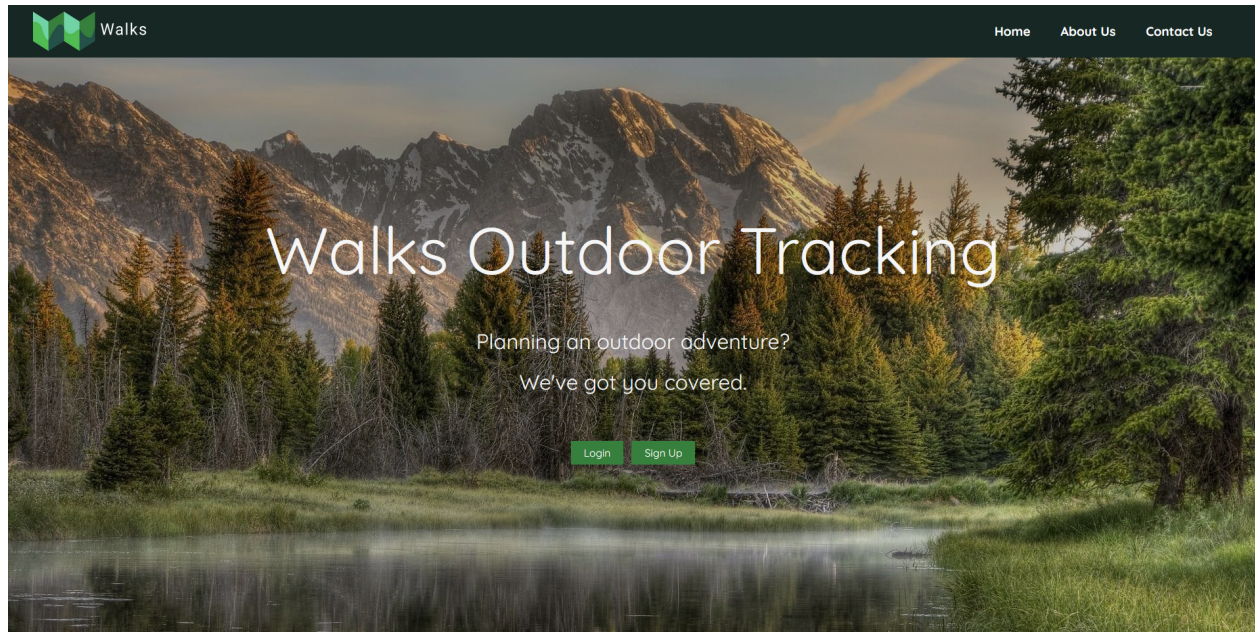 Walks
Home About Us Contact Us
Walks Outdoor Tracking
Planning an outdoor adventure?
We've got you covered.
Login Sign Up